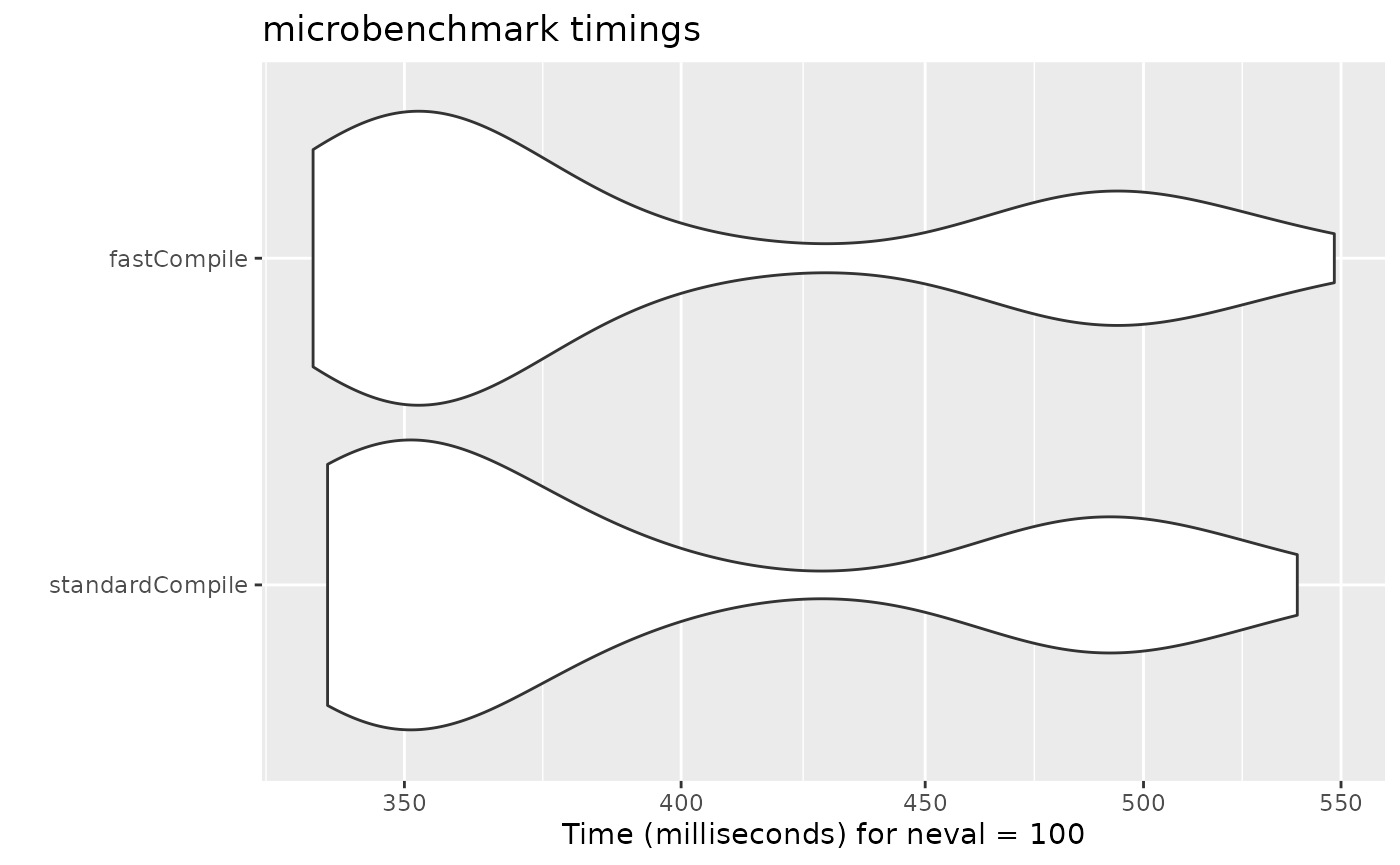 microbenchmark timings
fastCompile
standardCompile
350 400 450 500 550
Time (milliseconds) for neval = 100